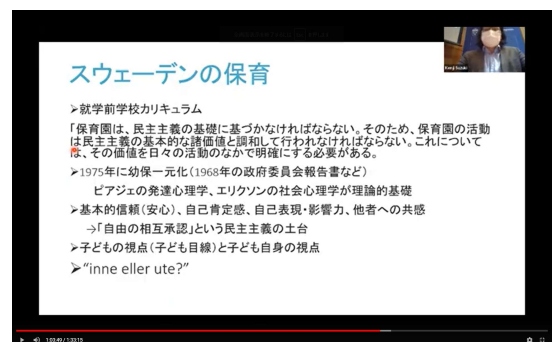 スウェーデンの保育
➢就学前学校カリキュラム
「保育園は、民主主義の基礎に基づかなければならない。そのため、保育園の活動
は民主主義の基本的な諸価値と調和して行われなければならない。これについて
は、その価値を日々の活動のなかで明確にする必要がある。
➢1975年に幼保一元化（1968年の政府委員会報告書など）
ピアジェの発達心理学、エリクソンの社会心理学が理論的基礎
➢基本的信頼（安心）、自己肯定感、自己表現・影響力、他者への共感
→「自由の相互承認」という民主主義の土台
➢子どもの視点（子ども目線）と子ども自身の視点
➢“inne eller ute?”
Kenji Suzuki
1:03:49 / 1:33:15